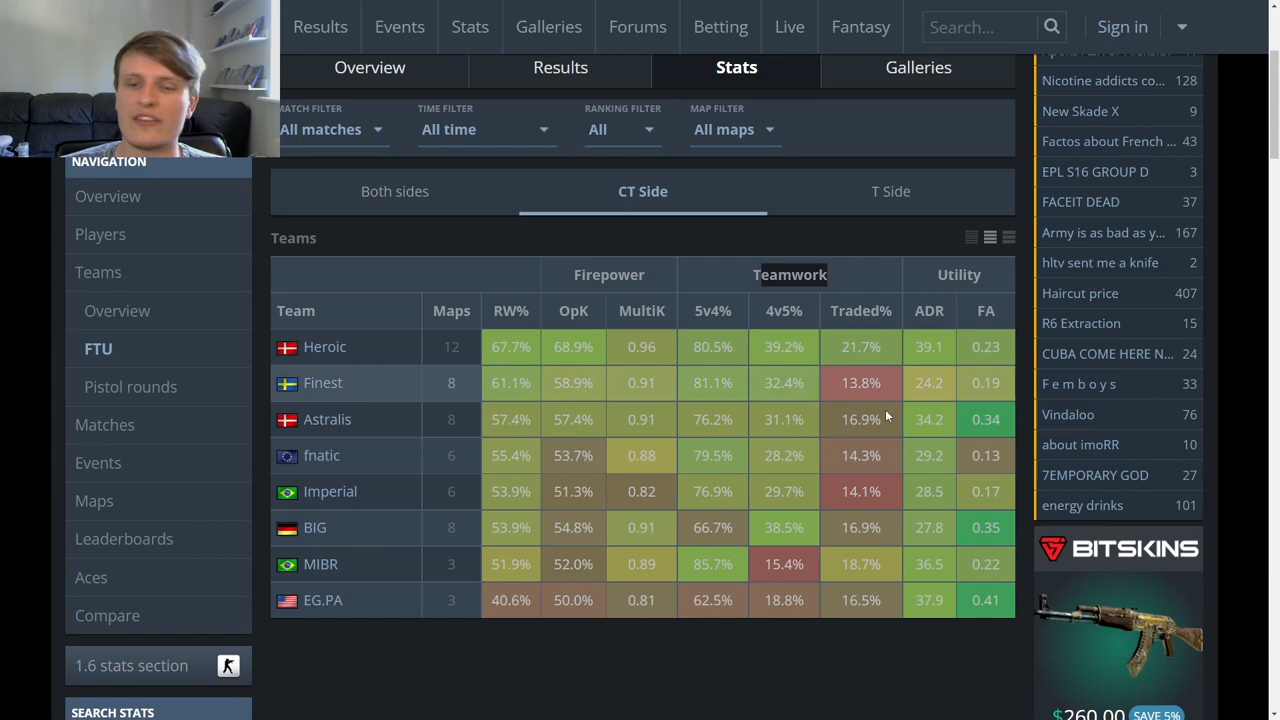 Results Events Stats Galleries Forums Betting Live Fantasy Search... Sign in
Overview Results Stats Galleries
MATCH FILTER TIME FILTER RANKING FILTER MAP FILTER
All matches All time All All maps
Both sides CT Side T Side
NAVIGATION
Overview
Players
Teams
Overview
FTU
Pistol rounds
Matches
Events
Maps
Leaderboards
Aces
Compare
1.6 stats section
SEARCH STATS
Teams
Firepower Teamwork Utility
Team Maps RW% OpK MultiK 5v4% 4v5% Traded% ADR FA
Heroic 12 67.7% 68.9% 0.96 80.5% 39.2% 21.7% 39.1 0.23
Finest 8 61.1% 58.9% 0.91 81.1% 32.4% 13.8% 24.2 0.19
Astralis 8 57.4% 57.4% 0.91 76.2% 31.1% 16.9% 34.2 0.34
fnatic 6 55.4% 53.7% 0.88 79.5% 28.2% 14.3% 29.2 0.13
Imperial 6 53.9% 51.3% 0.82 76.9% 29.7% 14.1% 28.5 0.17
BIG 8 53.9% 54.8% 0.91 66.7% 38.5% 16.9% 27.8 0.35
MIBR 3 51.9% 52.0% 0.89 85.7% 15.4% 18.7% 36.5 0.22
EG.PA 3 40.6% 50.0% 0.81 62.5% 18.8% 16.5% 37.9 0.41
Nicotine addicts co... 128
New Skade X 9
Factos about French ... 43
EPL S16 GROUP D 3
FACEIT DEAD 37
Army is as bad as y... 167
hltv sent me a knife 2
Haircut price 407
R6 Extraction 15
CUBA COME HERE N... 24
F e m b o y s 33
Vindaloo 76
about imoRR 10
7EMPORARY GOD 27
energy drinks 101
BITSKINS
$260.00 SAVE 5%